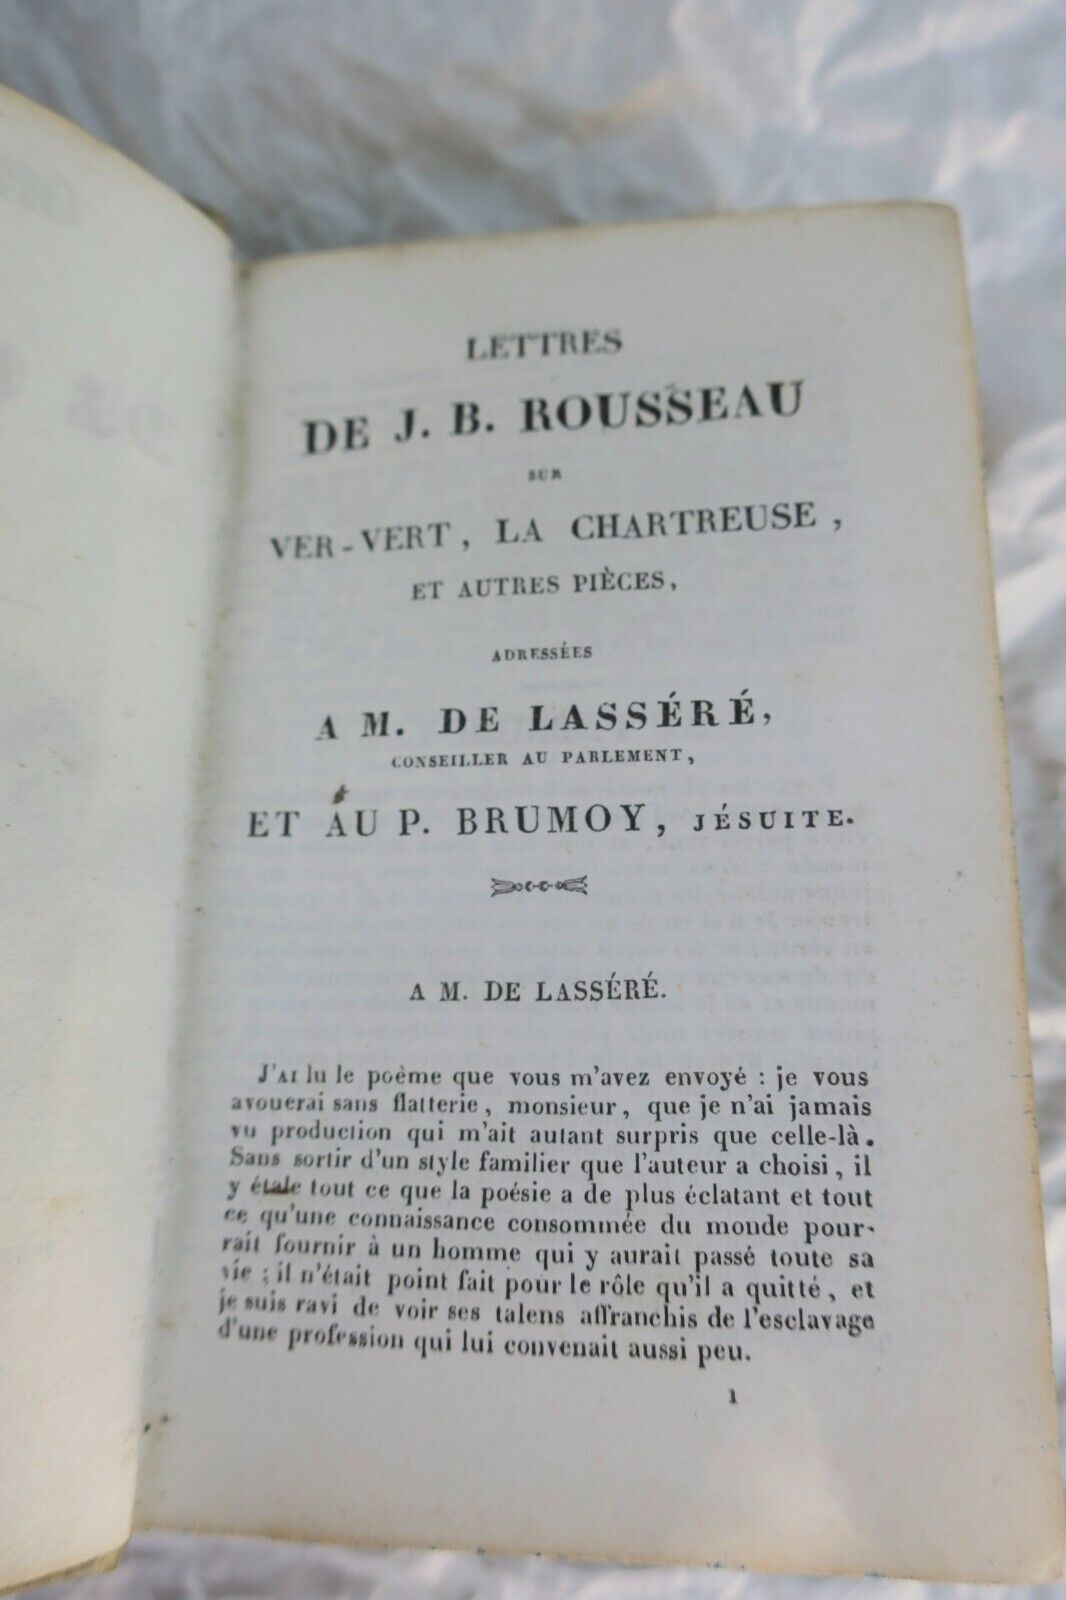 LETTRES
DE J. B. ROUSSEAU
SUR
VER-VERT, LA CHARTREUSE,
ET AUTRES PIÈCES,
ADRESSÉES
A M. DE LASSÉRÉ,
CONSEILLER AU PARLEMENT,
ET AU P. BRUMOY, JÉSUITE.
A M. DE LASSÉRÉ.
J'AI lu le poème que vous m'avez envoyé : je vous
avouerai sans flatterie, monsieur, que je n'ai jamais
vu production qui m'ait autant surpris que celle-là.
Sans sortir d'un style familier que l'auteur a choisi, il
y étale tout ce que la poésie a de plus éclatant et tout
ce qu'une connaissance consommée du monde pour-
rait fournir à un homme qui y aurait passé toute sa
vie ; il n'était point fait pour le rôle qu'il a quitté, et
je suis ravi de voir ses talens affranchis de l'esclavage
d'une profession qui lui convenait aussi peu.
1